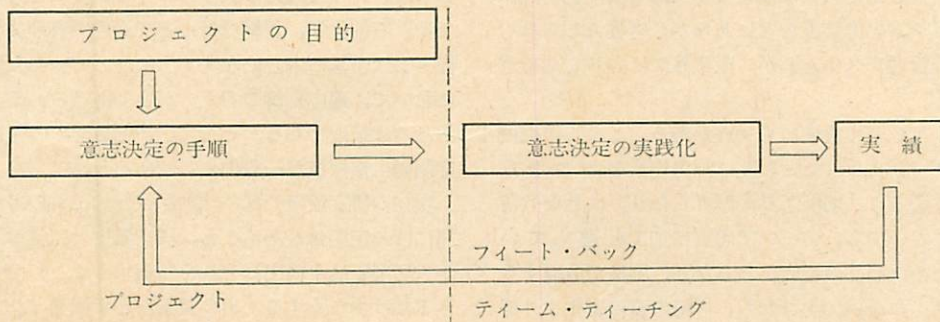 プロジェクトの目的
意志決定の手順
意志決定の実践化
実績
フィート・バック
プロジェクト
ティーム・ティーチング